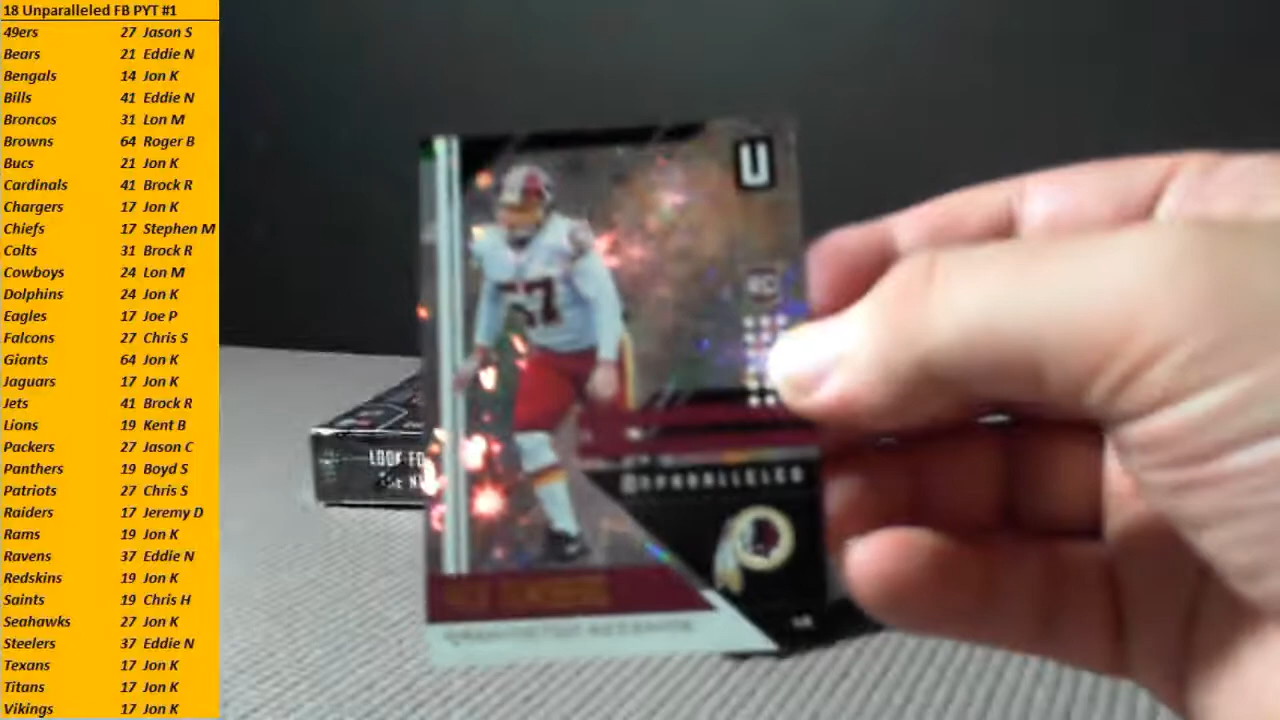 18 Unparalleled FB PYT #1
49ers 27 Jason S
Bears 21 Eddie N
Bengals 14 Jon K
Bills 41 Eddie N
Broncos 31 Lon M
Browns 64 Roger B
Bucs 21 Jon K
Cardinals 41 Brock R
Chargers 17 Jon K
Chiefs 17 Stephen M
Colts 31 Brock R
Cowboys 24 Lon M
Dolphins 24 Jon K
Eagles 17 Joe P
Falcons 27 Chris S
Giants 64 Jon K
Jaguars 17 Jon K
Jets 41 Brock R
Lions 19 Kent B
Packers 27 Jason C
Panthers 19 Boyd S
Patriots 27 Chris S
Raiders 17 Jeremy D
Rams 19 Jon K
Ravens 37 Eddie N
Redskins 19 Jon K
Saints 19 Chris H
Seahawks 27 Jon K
Steelers 37 Eddie N
Texans 17 Jon K
Titans 17 Jon K
Vikings 17 Jon K
U
RC
57
UNPARALLELED
LOOK